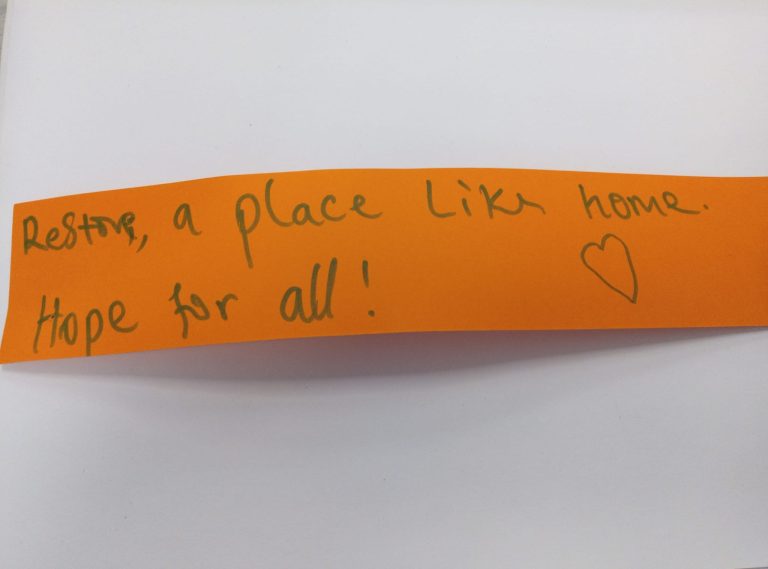 Restore, a place like home.
Hope for all!